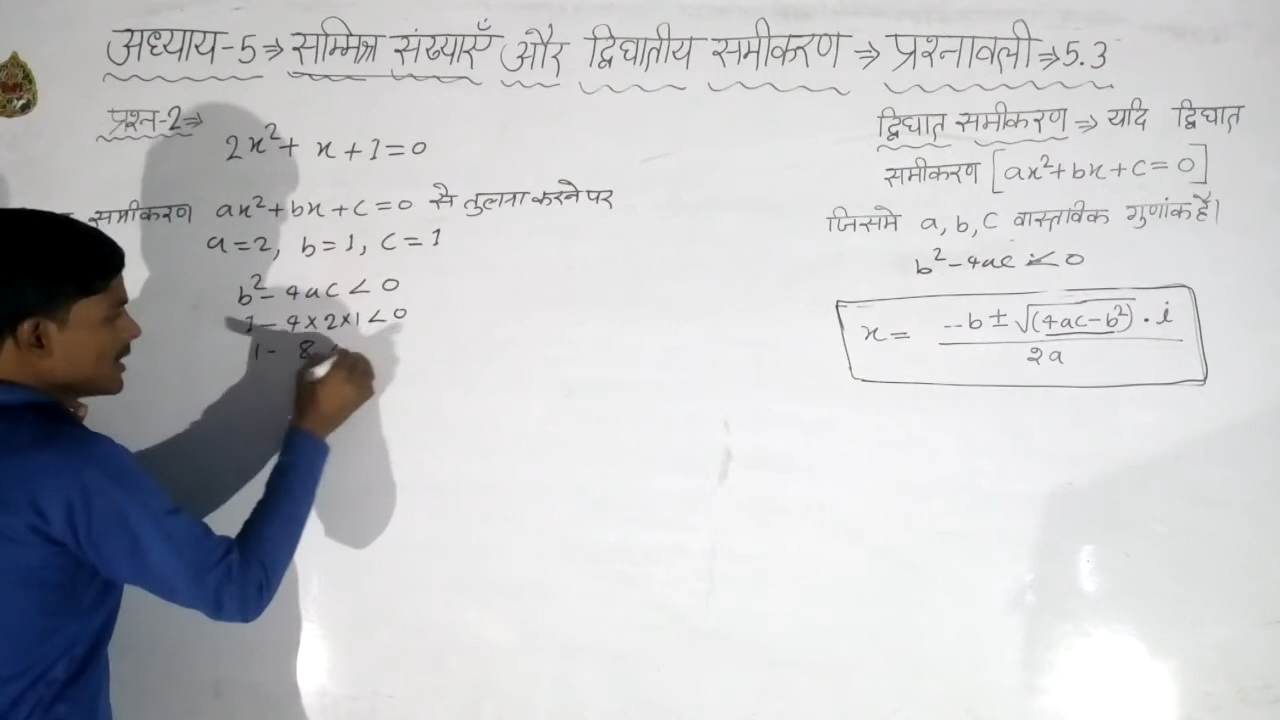 अध्याय-5⇒ सम्मिश्र संख्याएँ और द्विघातीय समीकरण ⇒ प्रश्नावली⇒5.3
प्रश्न-2⇒
2x²+ x+1=0
समीकरण ax²+bx+c=0 से तुलना करने पर
a=2, b=1, c=1
b²-4ac<0
1-4×2×1<0
1- 8 <
द्विघात समीकरण ⇒ यदि द्विघात
समीकरण [ax²+bx+c=0]
जिसमे a, b, c वास्तविक गुणांक है।
b²-4ac < 0
x= --b ± √(4ac-b²) . i / 2a